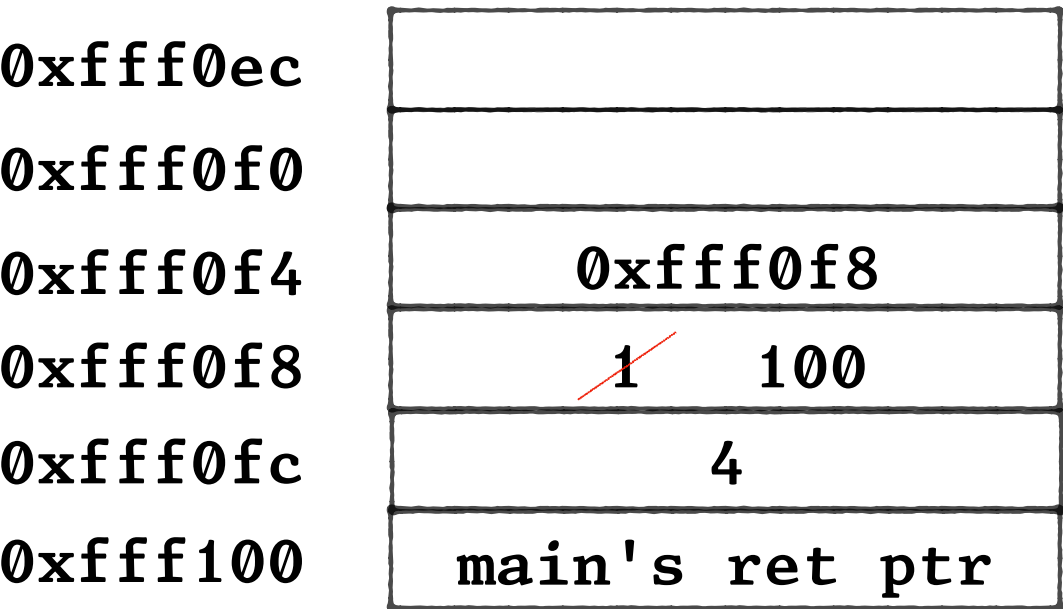 0xfff0ec
0xfff0f0
0xfff0f4 0xfff0f8
0xfff0f8 1 100
0xfff0fc 4
0xfff100 main's ret ptr